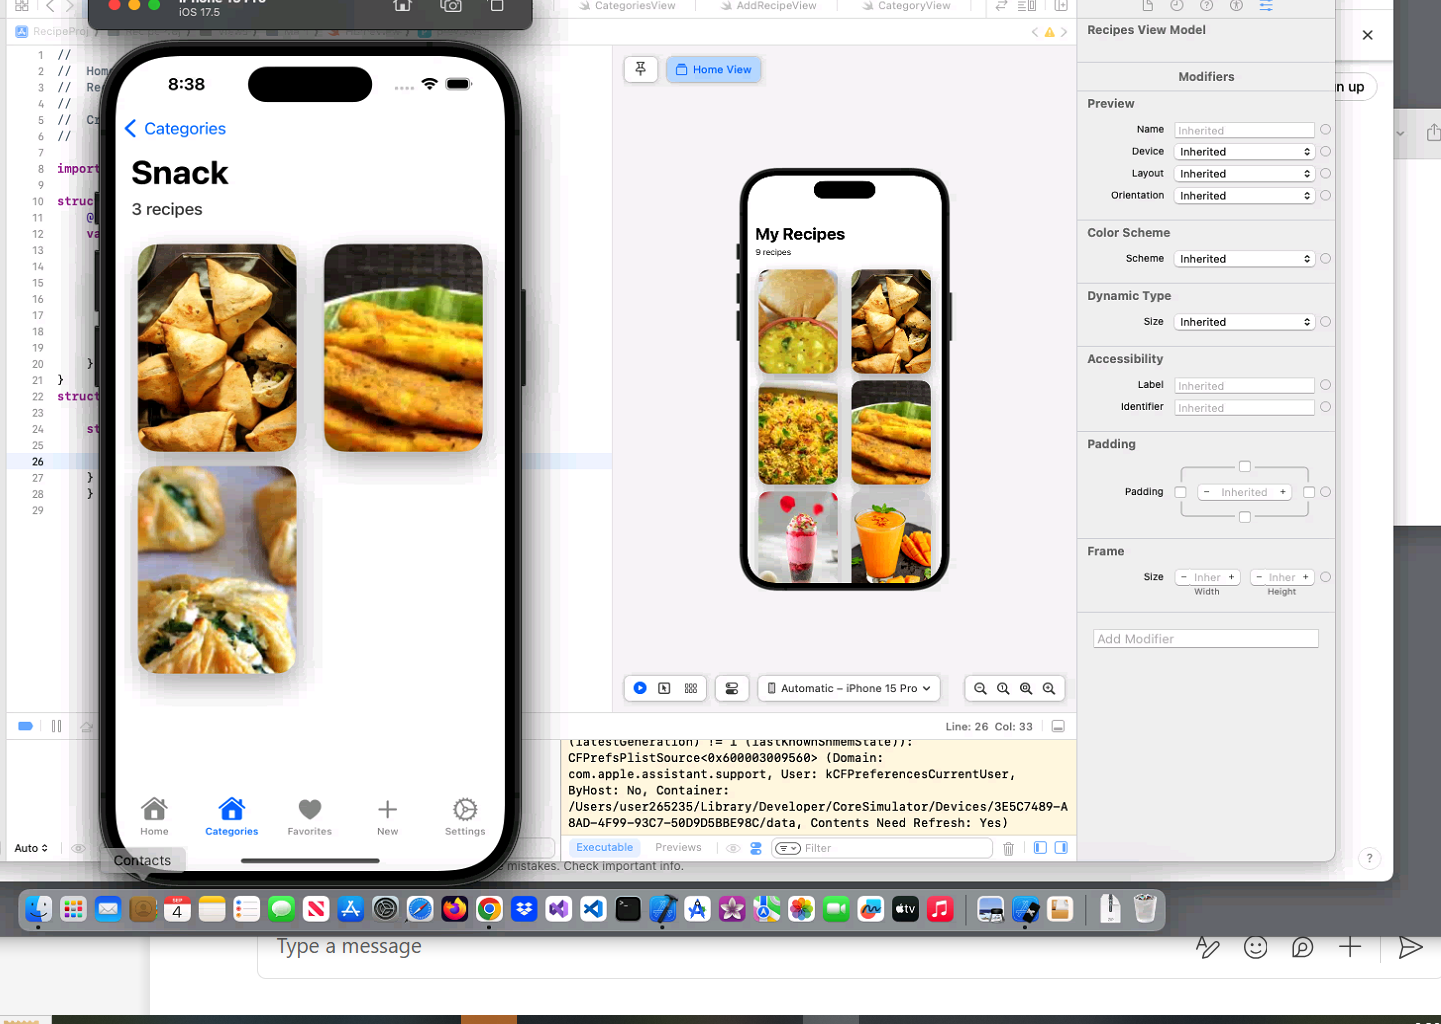 iOS 17.5
CategoriesView
AddRecipeView
CategoryView
Recipes View Model
RecipeProj
1 //
2 // Hom
3 // Re
4 //
5 // Cr
6 //
7
8 import
9
10 struc
11 @
12 va
13
14
15
16
17
18
19
20 }
21 }
22 struct
23
24 st
25
26
27 }
28 }
29
8:38
Categories
Snack
3 recipes
Home
Categories
Favorites
New
Settings
Home View
My Recipes
9 recipes
Automatic – iPhone 15 Pro
Line: 26 Col: 33
Modifiers
Preview
Name Inherited
Device Inherited
Layout Inherited
Orientation Inherited
Color Scheme
Scheme Inherited
Dynamic Type
Size Inherited
Accessibility
Label Inherited
Identifier Inherited
Padding
Padding − Inherited +
Frame
Size − Inher + − Inher +
Width Height
Add Modifier
n up
(latestGeneration) != 1 (lastKnownShmemState)):
CFPrefsPlistSource<0x600003009560> (Domain:
com.apple.assistant.support, User: kCFPreferencesCurrentUser,
ByHost: No, Container:
/Users/user265235/Library/Developer/CoreSimulator/Devices/3E5C7489-A
8AD-4F99-93C7-50D9D5BBE98C/data, Contents Need Refresh: Yes)
Auto
Executable
Previews
Filter
Contacts
mistakes. Check important info.
?
SEP
4
tv
Type a message